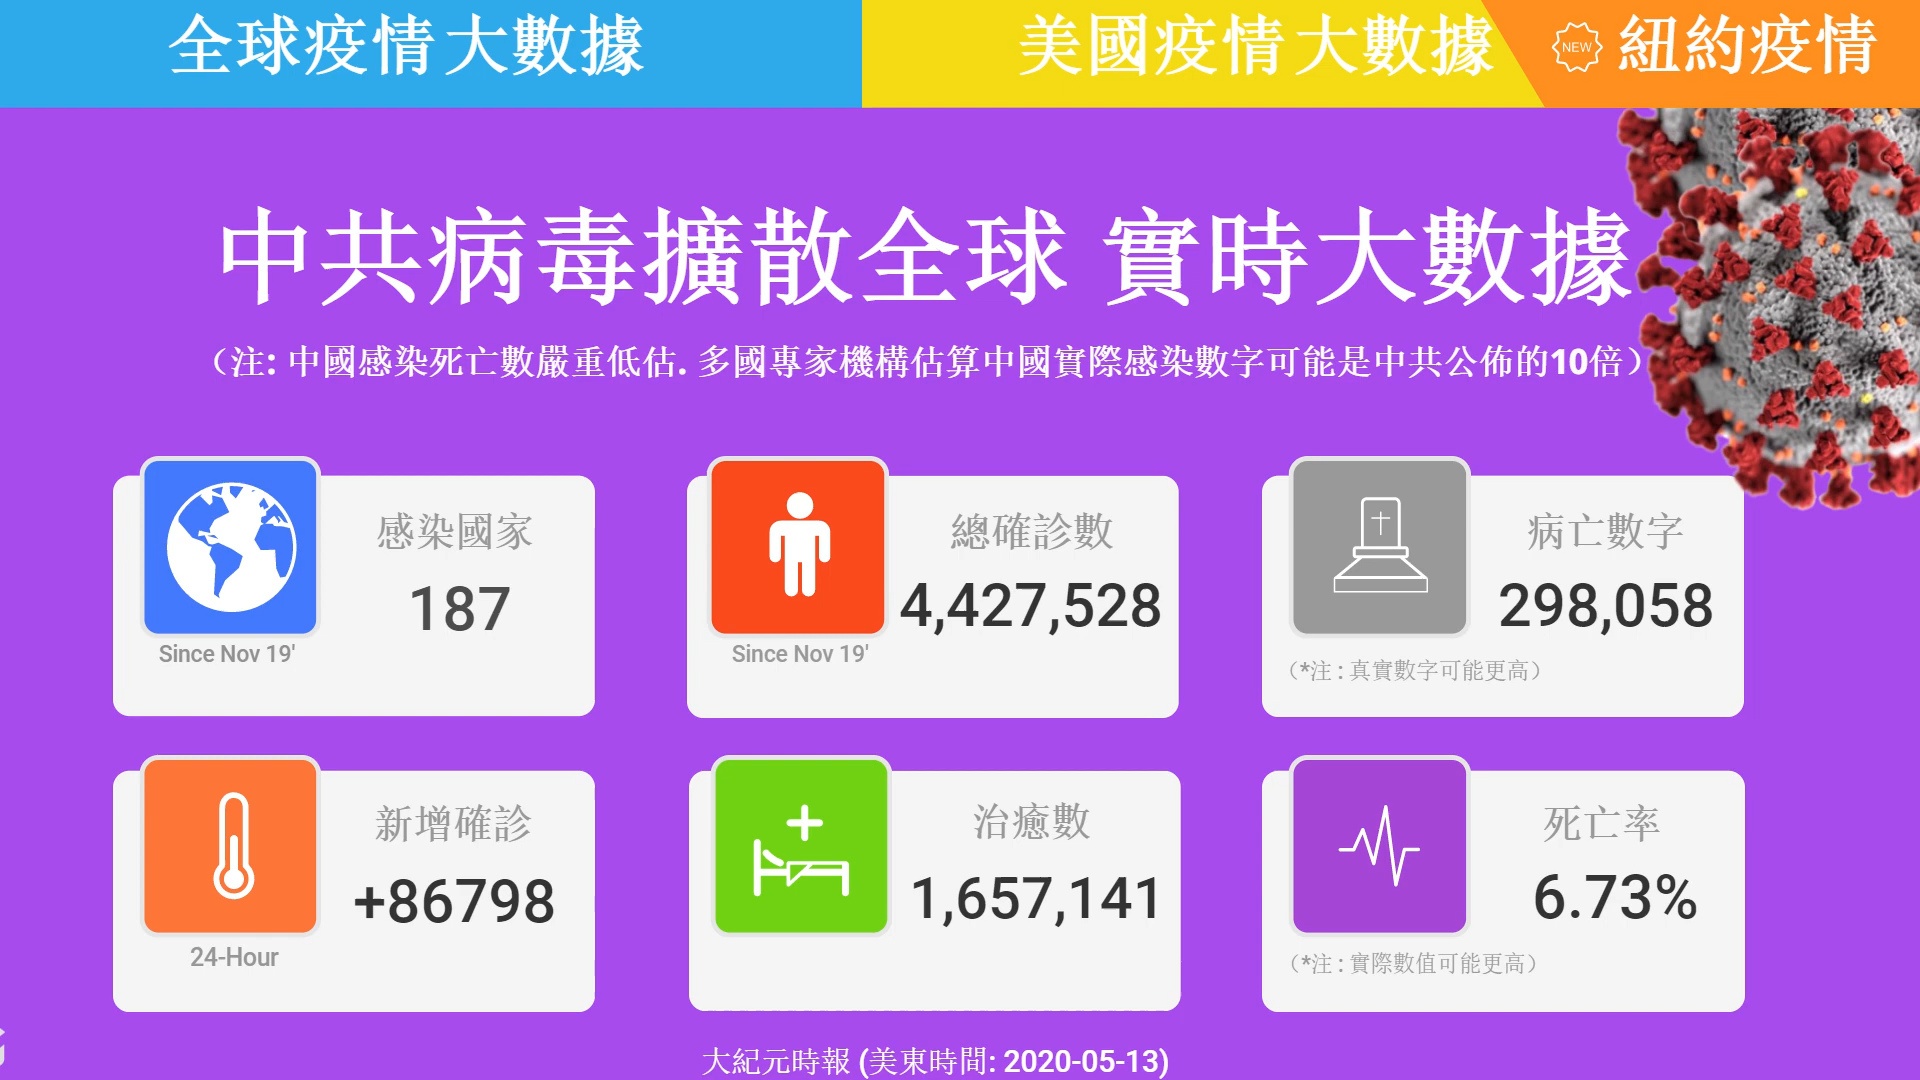 全球疫情大數據
美國疫情大數據
NEW 紐約疫情
中共病毒擴散全球 實時大數據
（注: 中國感染死亡數嚴重低估. 多國專家機構估算中國實際感染數字可能是中共公佈的10倍）
感染國家
187
Since Nov 19'
總確診數
4,427,528
Since Nov 19'
病亡數字
298,058
（*注 : 真實數字可能更高）
新增確診
+86798
24-Hour
治癒數
1,657,141
死亡率
6.73%
（*注 : 實際數值可能更高）
大紀元時報 (美東時間: 2020-05-13)